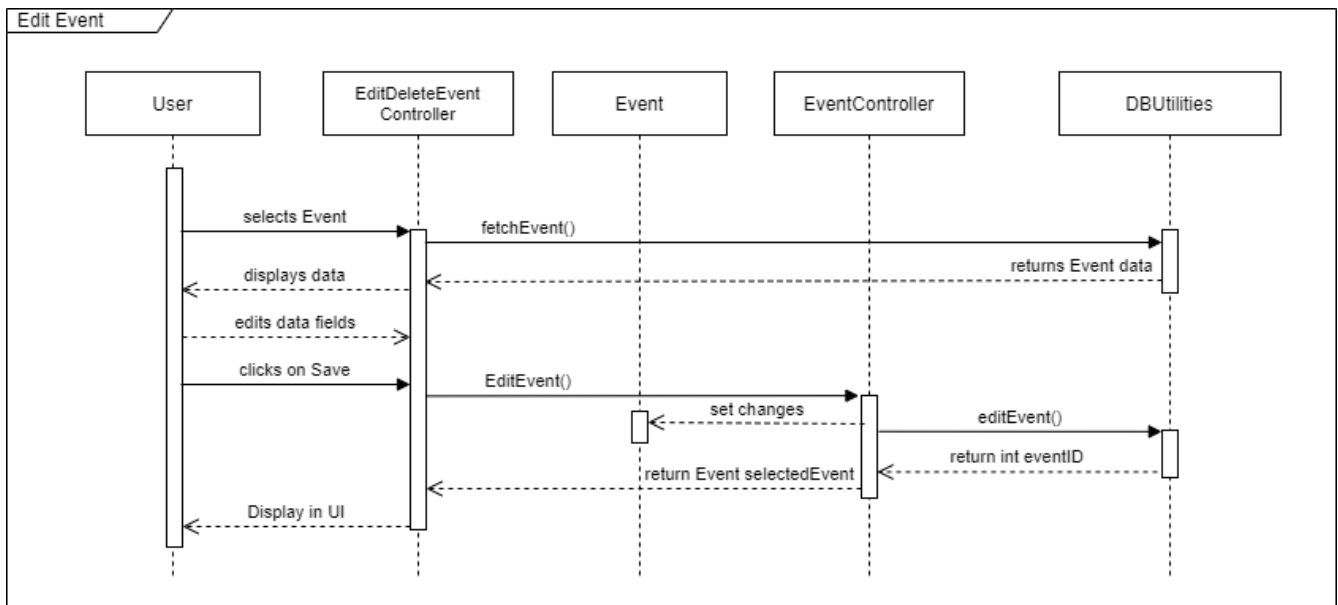 Edit Event
User
EditDeleteEvent
Controller
Event
EventController
DBUtilities
selects Event
fetchEvent()
returns Event data
displays data
edits data fields
clicks on Save
EditEvent()
set changes
editEvent()
return int eventID
return Event selectedEvent
Display in UI